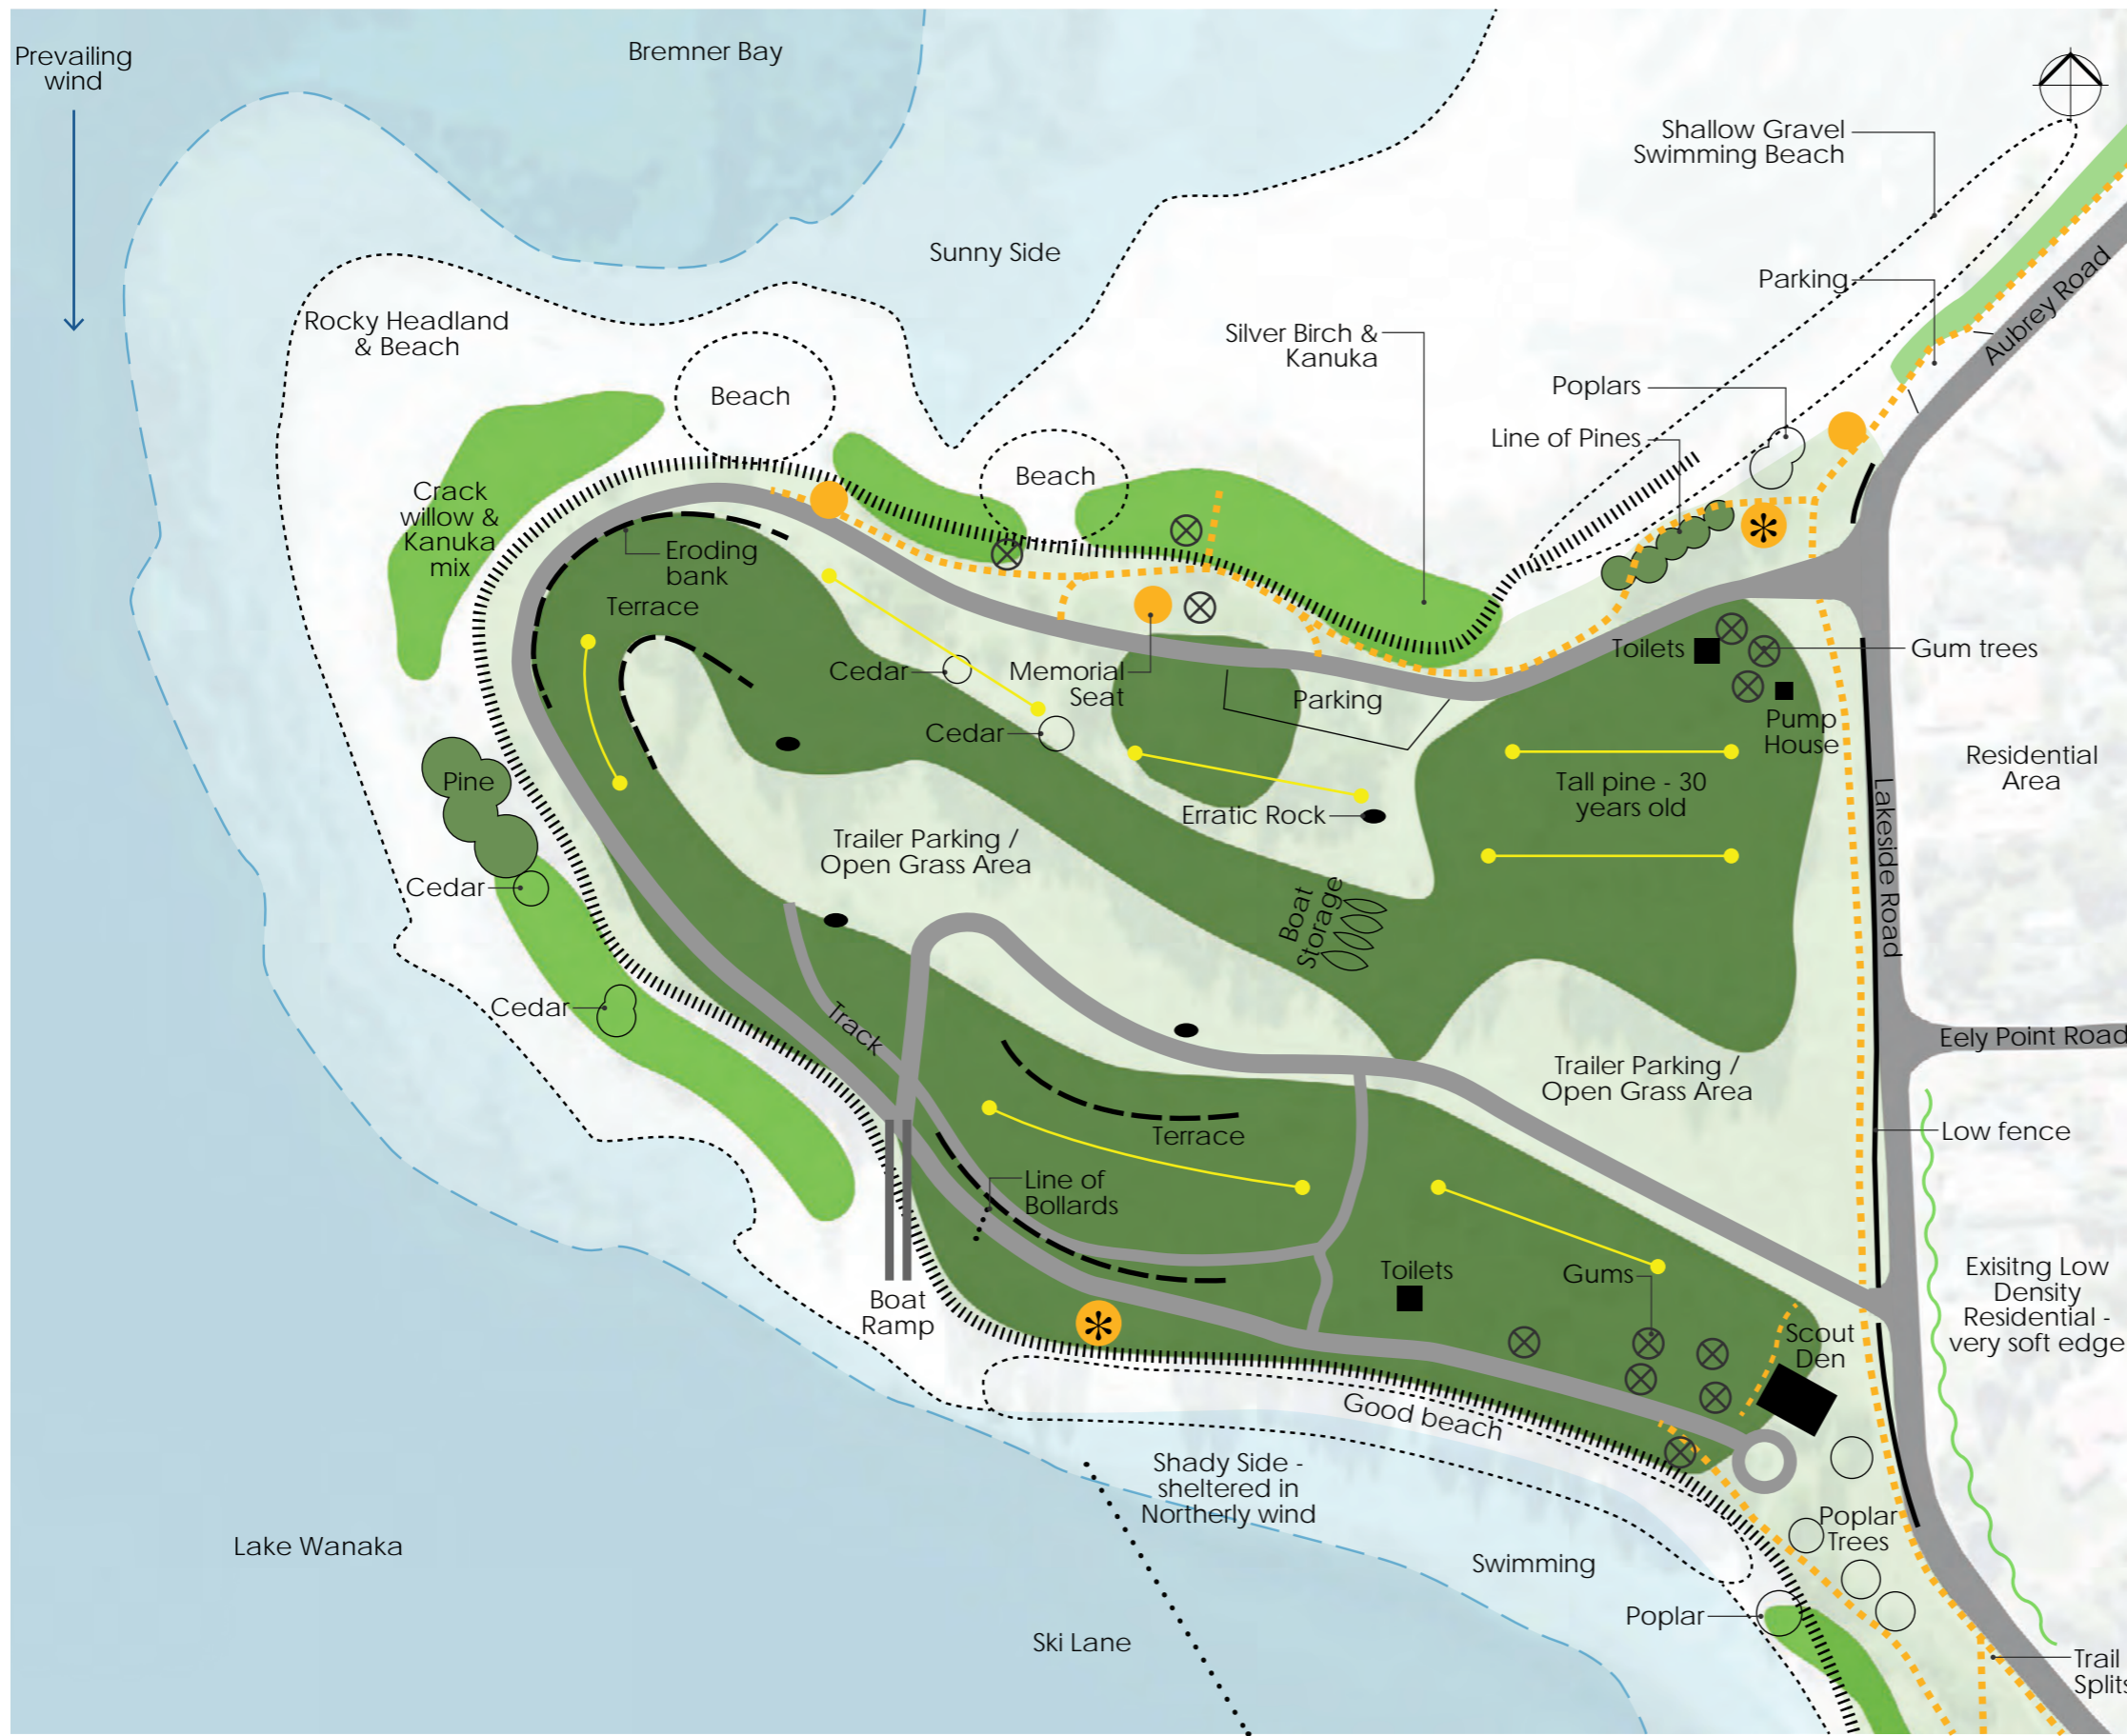 Prevailing
wind
Bremner Bay
Shallow Gravel
Swimming Beach
Sunny Side
Parking
Aubrey Road
Rocky Headland
& Beach
Silver Birch &
Kanuka
Beach
Poplars
Line of Pines
Beach
Crack
willow &
Kanuka
mix
Eroding
bank
Terrace
Cedar
Memorial
Seat
Parking
Toilets
Gum trees
Cedar
Pump
House
Residential
Area
Pine
Tall pine - 30
years old
Lakeside Road
Erratic Rock
Trailer Parking /
Open Grass Area
Cedar
Boat
Storage
Cedar
Track
Eely Point Road
Trailer Parking /
Open Grass Area
Terrace
Low fence
Line of
Bollards
Toilets
Gums
Exisitng Low
Density
Residential -
very soft edge
Boat
Ramp
Scout
Den
Good beach
Shady Side -
sheltered in
Northerly wind
Poplar
Trees
Lake Wanaka
Swimming
Poplar
Ski Lane
Trail
Splits